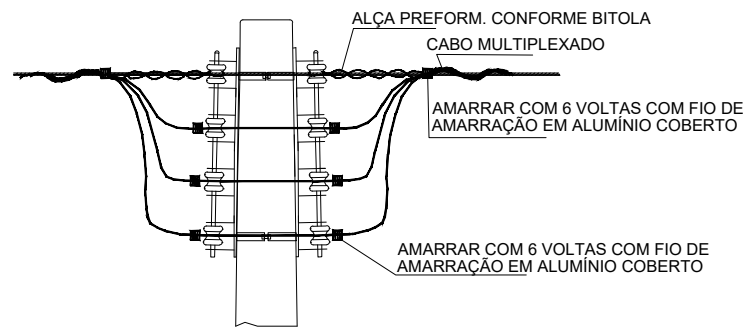 ALÇA PREFORM. CONFORME BITOLA
CABO MULTIPLEXADO
AMARRAR COM 6 VOLTAS COM FIO DE
AMARRAÇÃO EM ALUMÍNIO COBERTO
AMARRAR COM 6 VOLTAS COM FIO DE
AMARRAÇÃO EM ALUMÍNIO COBERTO